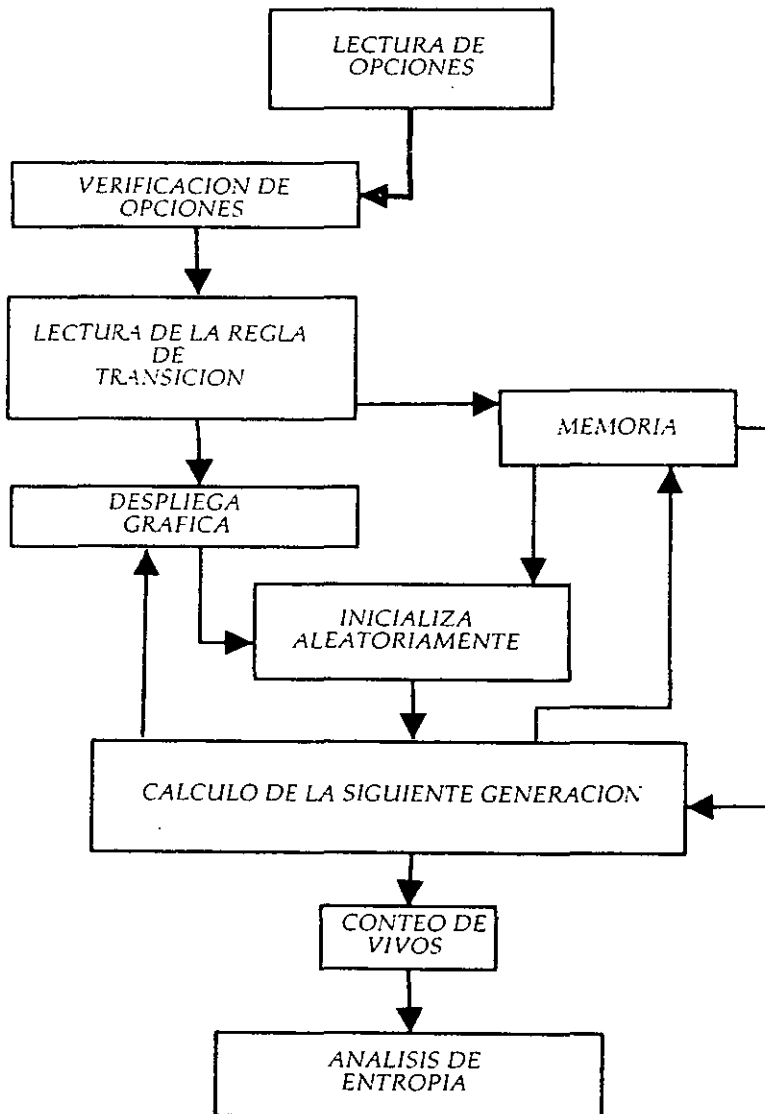 LECTURA DE
OPCIONES
VERIFICACION DE
OPCIONES
LECTURA DE LA REGLA
DE
TRANSICION
MEMORIA
DESPLIEGA
GRAFICA
INICIALIZA
ALEATORIAMENTE
CALCULO DE LA SIGUIENTE GENERACION
CONTEO DE
VIVOS
ANALISIS DE
ENTROPIA